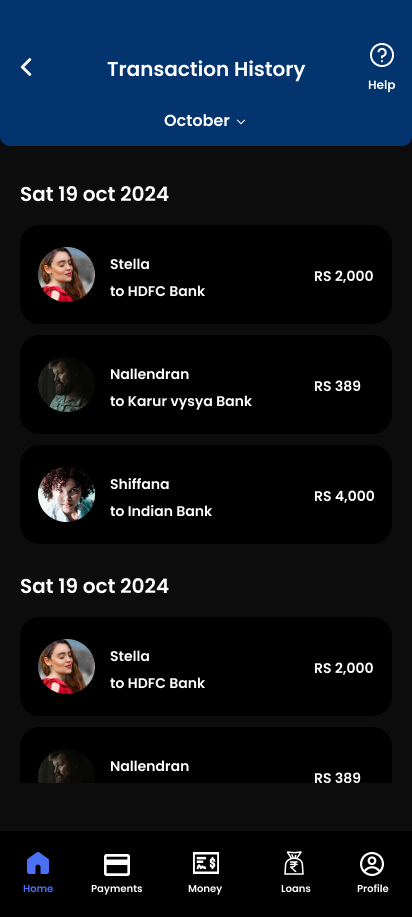 Transaction History
Help
October
Sat 19 oct 2024
Stella
to HDFC Bank
RS 2,000
Nallendran
to Karur vysya Bank
RS 389
Shiffana
to Indian Bank
RS 4,000
Sat 19 oct 2024
Stella
to HDFC Bank
RS 2,000
Nallendran
RS 389
Home
Payments
Money
Loans
Profile